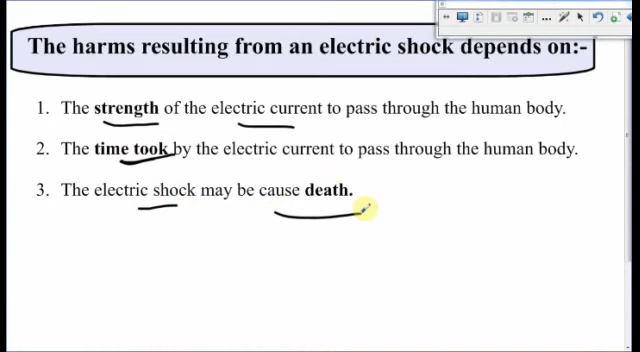 The harms resulting from an electric shock depends on:-
1. The strength of the electric current to pass through the human body.
2. The time took by the electric current to pass through the human body.
3. The electric shock may be cause death.